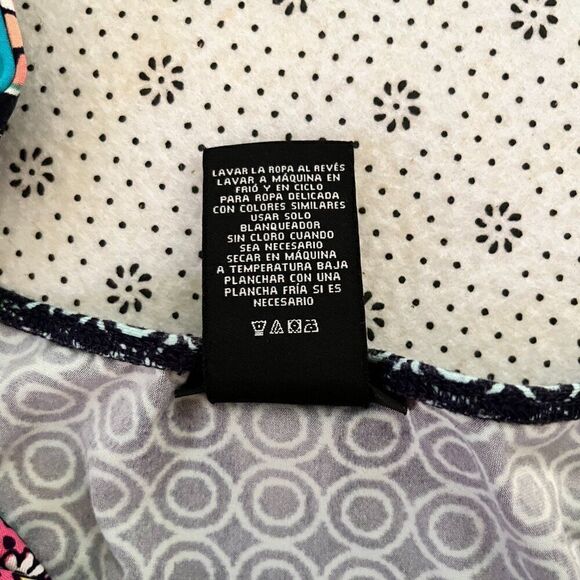 LAVAR LA ROPA AL REVÉS
LAVAR A MÁQUINA EN
FRIÓ Y EN CICLO
PARA ROPA DELICADA
CON COLORES SIMILARES
USAR SOLO
BLANQUEADOR
SIN CLORO CUANDO
SEA NECESARIO
SECAR EN MÁQUINA
A TEMPERATURA BAJA
PLANCHAR CON UNA
PLANCHA FRÍA SI ES
NECESARIO